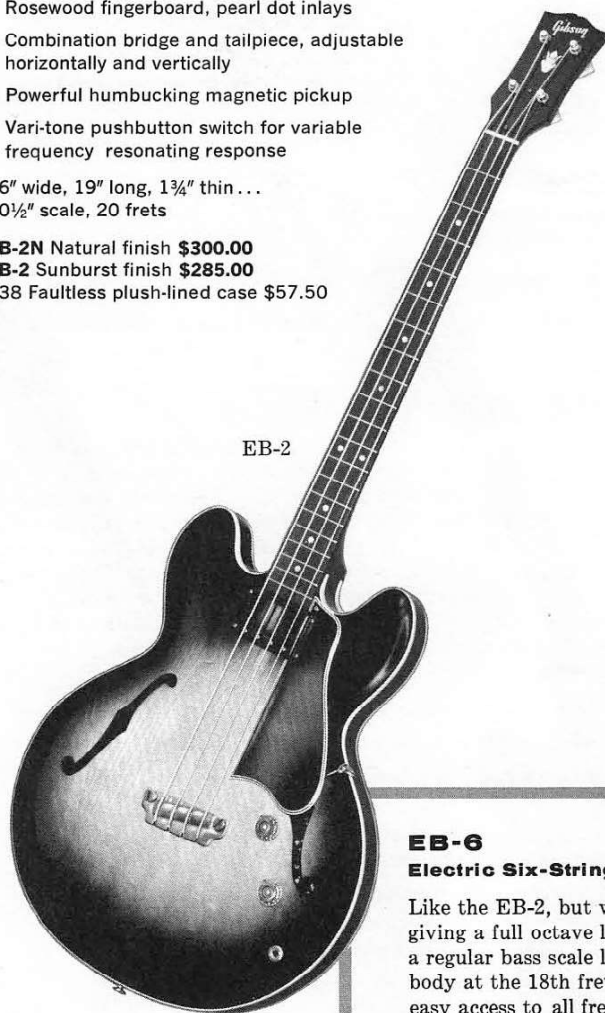 Rosewood fingerboard, pearl dot inlays
Combination bridge and tailpiece, adjustable
horizontally and vertically
Powerful humbucking magnetic pickup
Vari-tone pushbutton switch for variable
frequency resonating response
6" wide, 19" long, 1¾" thin...
0½" scale, 20 frets
B-2N Natural finish $300.00
B-2 Sunburst finish $285.00
38 Faultless plush-lined case $57.50
Gibson
EB-2
EB-6
Electric Six-String
Like the EB-2, but
giving a full octave
a regular bass scale
body at the 18th
easy access to all